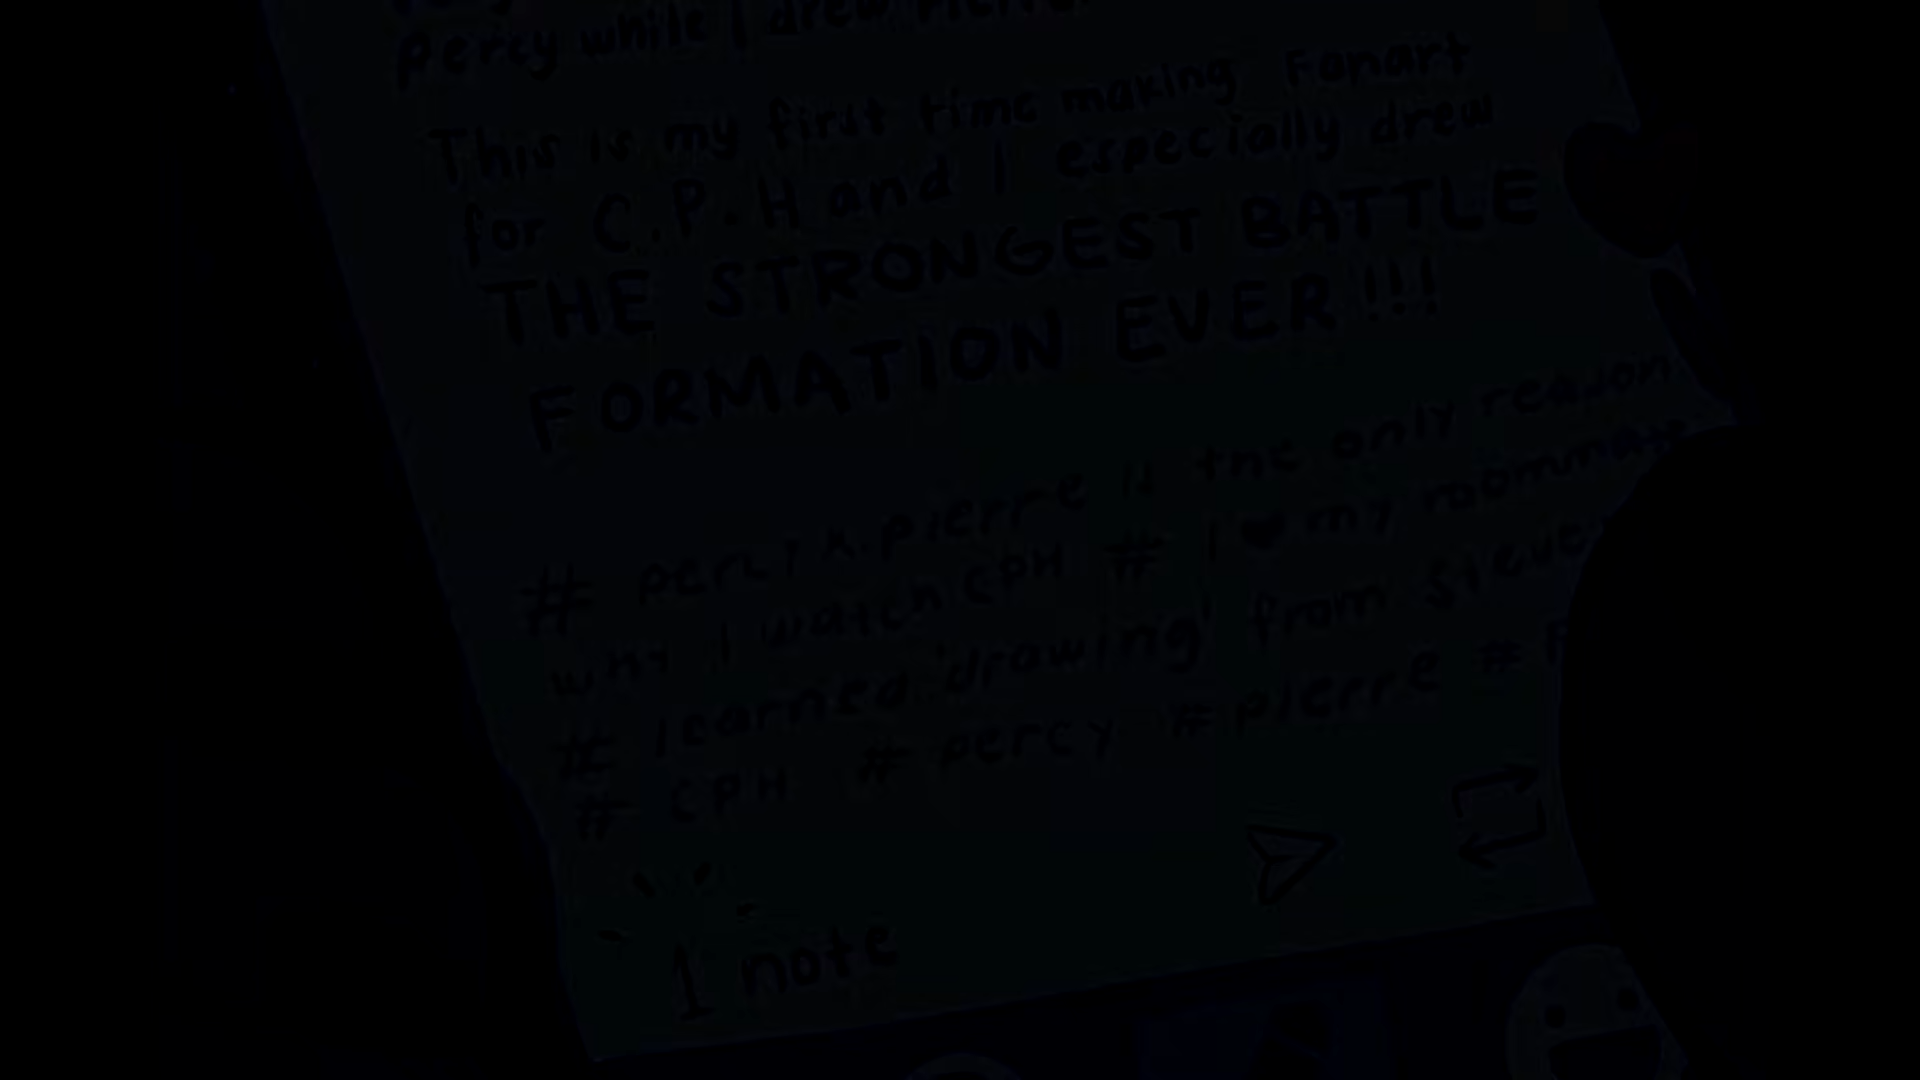 percy while I drew Pierre
This is my first time making Fanart
for C.P.H and I especially drew
THE STRONGEST BATTLE
FORMATION EVER!!!
# percy x pierre is the only reason
why I watch CPH # I ♥ my roommate
# learned "drawing" from Steve
# CPH # percy # pierre # F
1 note